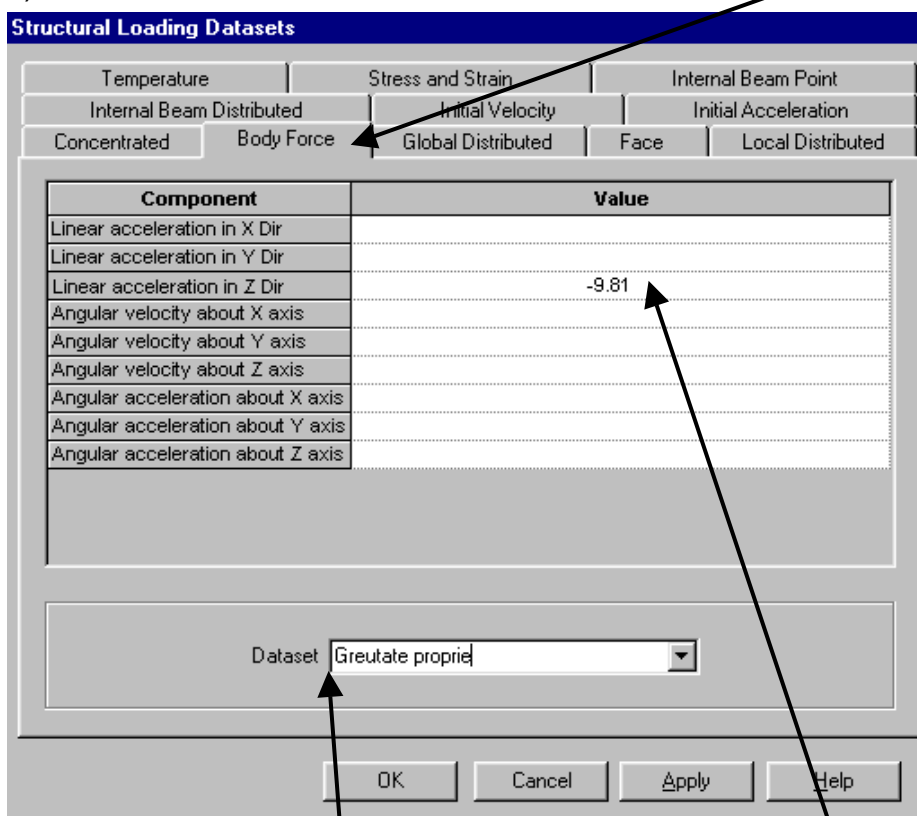 Structural Loading Datasets
Temperature Stress and Strain Internal Beam Point
Internal Beam Distributed Initial Velocity Initial Acceleration
Concentrated Body Force Global Distributed Face Local Distributed
Component Value
Linear acceleration in X Dir
Linear acceleration in Y Dir
Linear acceleration in Z Dir -9.81
Angular velocity about X axis
Angular velocity about Y axis
Angular velocity about Z axis
Angular acceleration about X axis
Angular acceleration about Y axis
Angular acceleration about Z axis
Dataset Greutate proprie
OK Cancel Apply Help